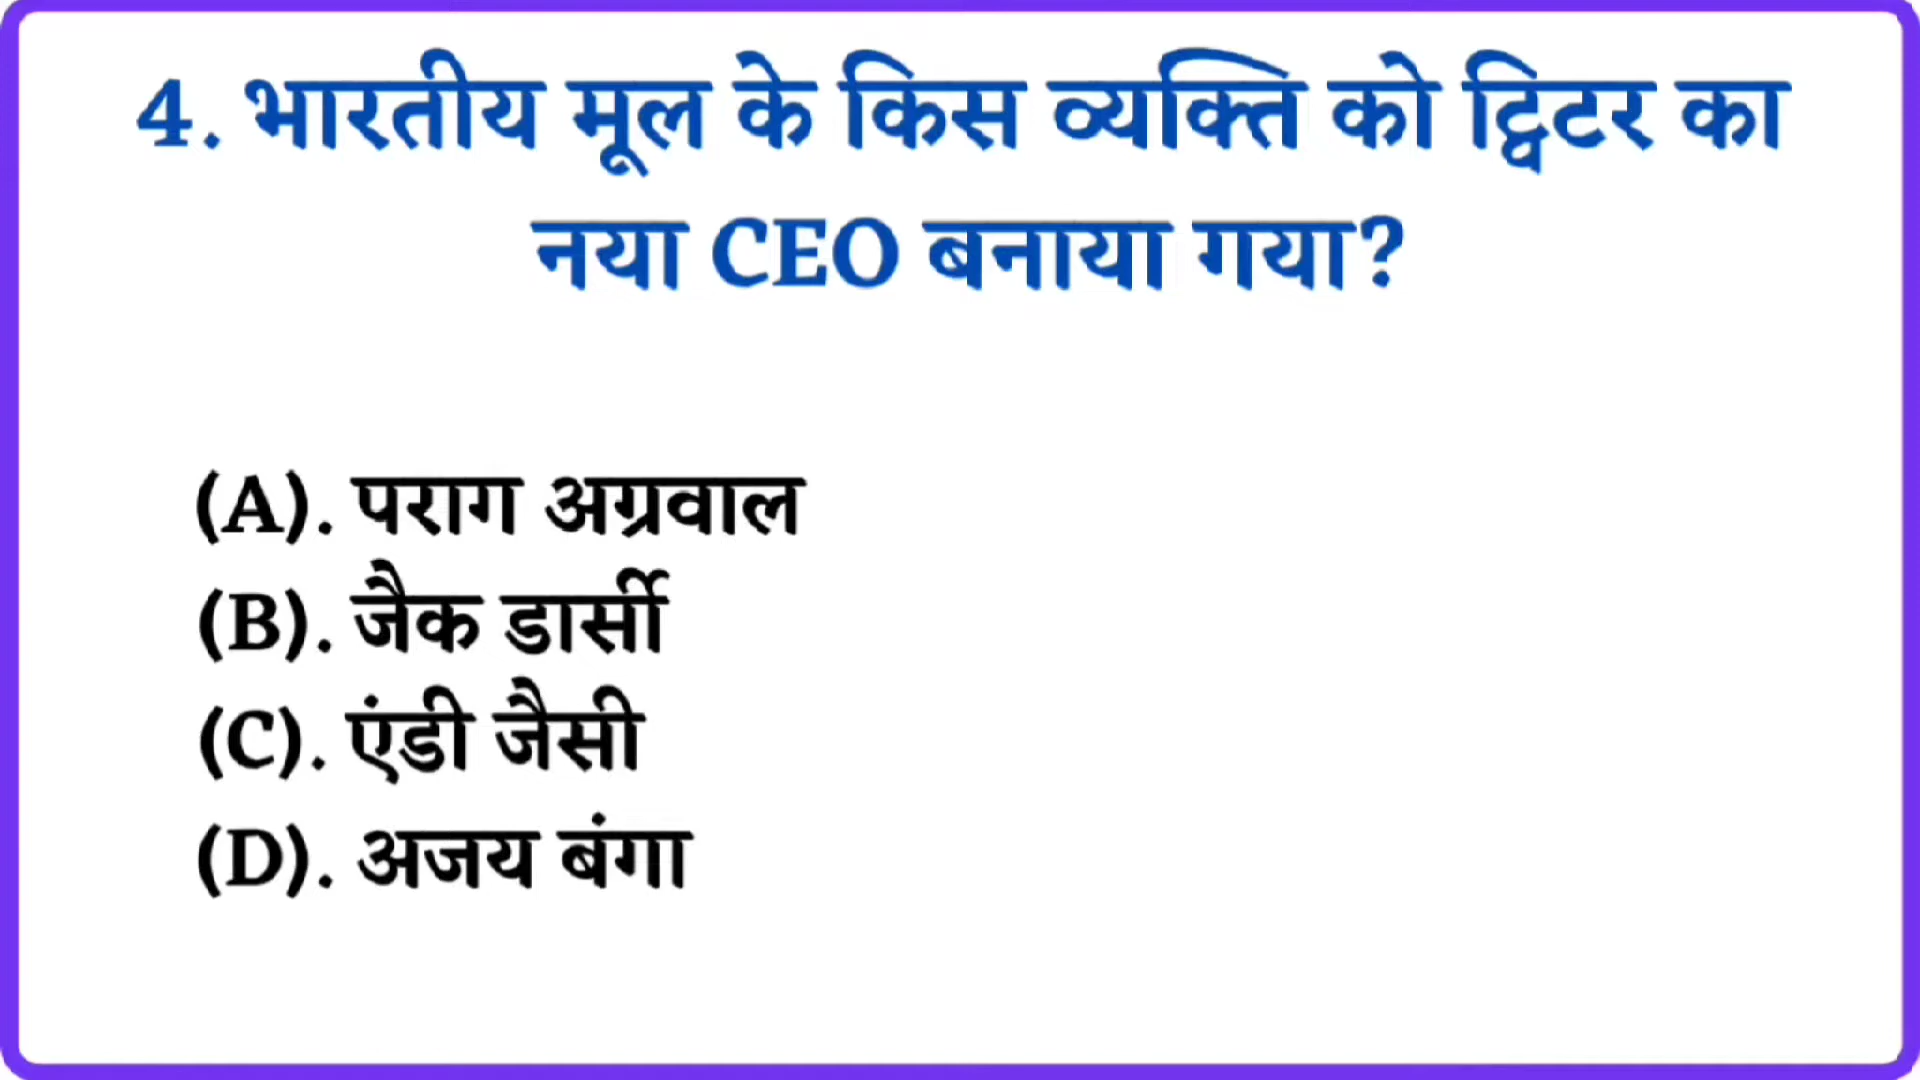 4. भारतीय मूल के किस व्यक्ति को ट्विटर का
नया CEO बनाया गया?
(A). पराग अग्रवाल
(B). जैक डार्सी
(C). एंडी जैसी
(D). अजय बंगा